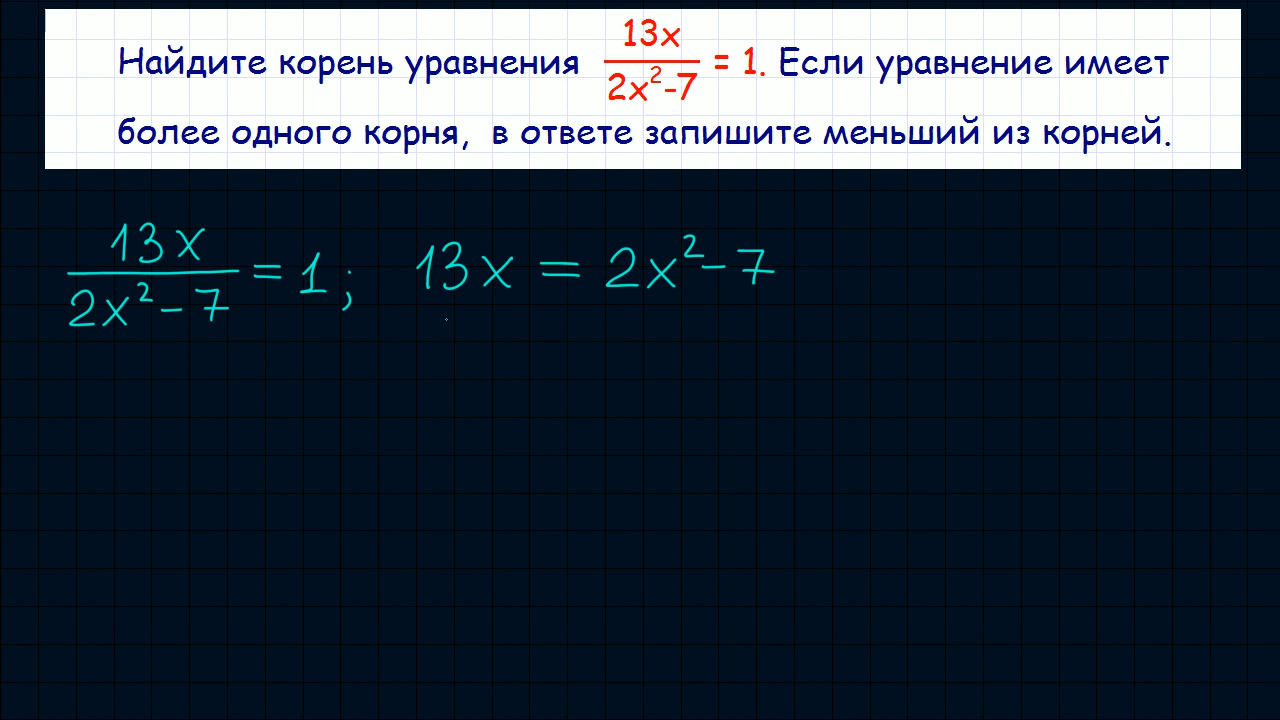 Найдите корень уравнения 13x/(2x²-7) = 1. Если уравнение имеет
более одного корня, в ответе запишите меньший из корней.
13x/(2x²-7) = 1; 13x = 2x²-7